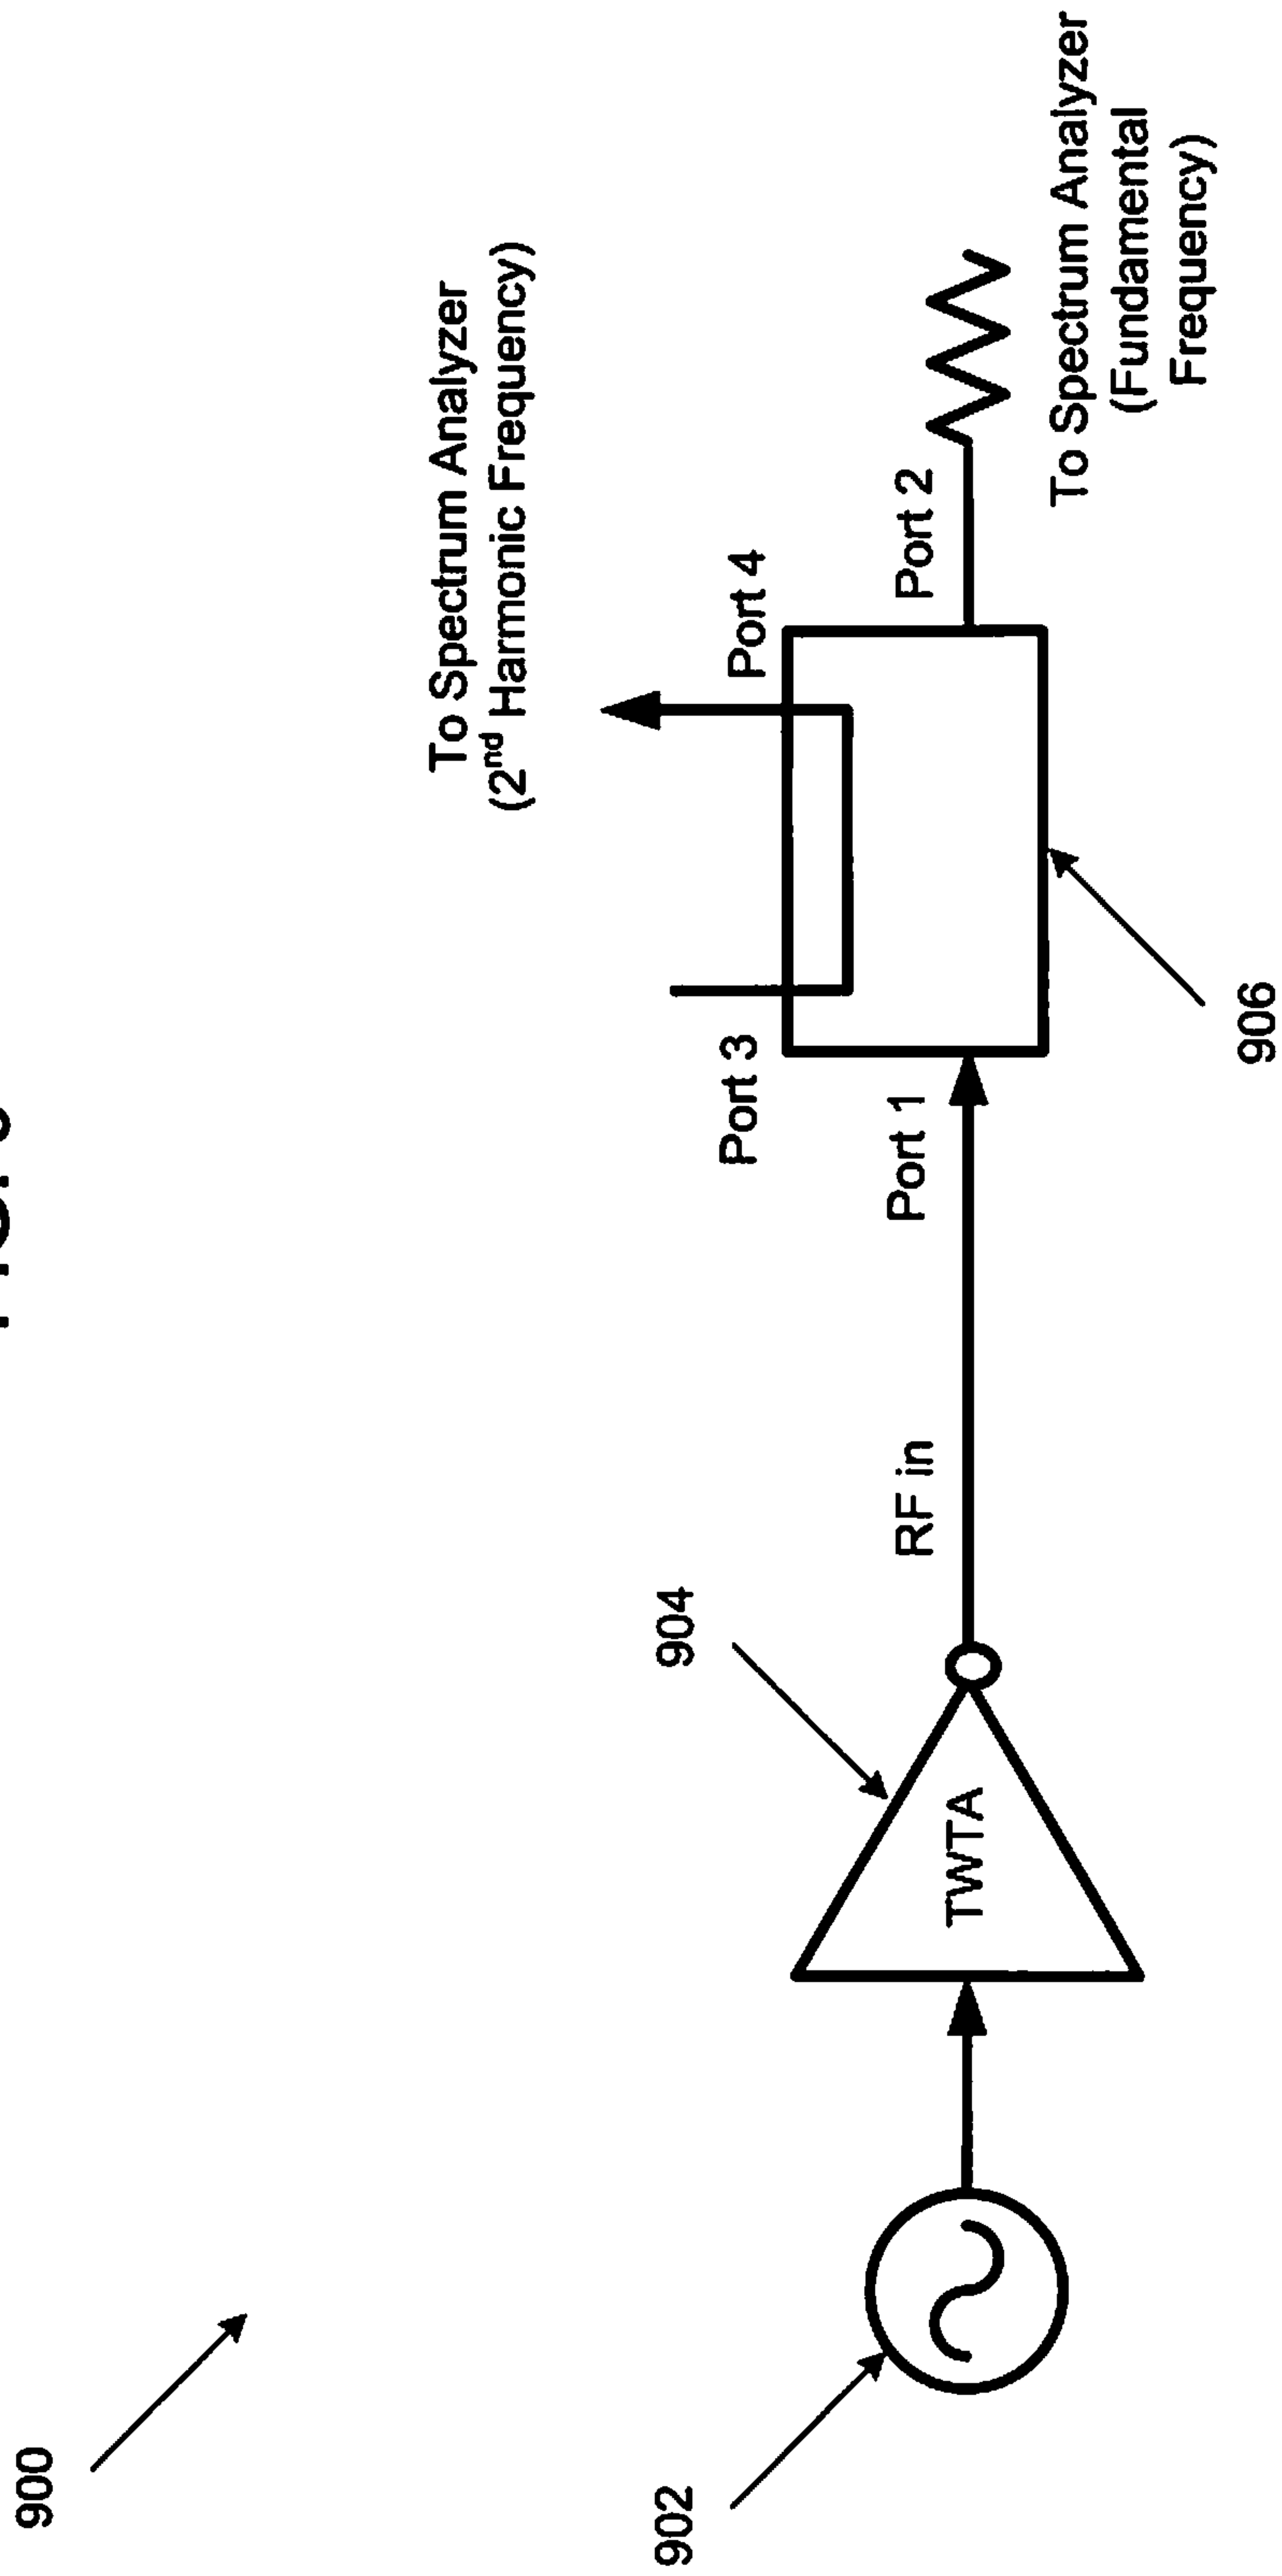 900
To Spectrum Analyzer
(2nd Harmonic Frequency)
902
904
TWTA
RF in
Port 1
Port 3
Port 4
Port 2
906
To Spectrum Analyzer
(Fundamental
Frequency)